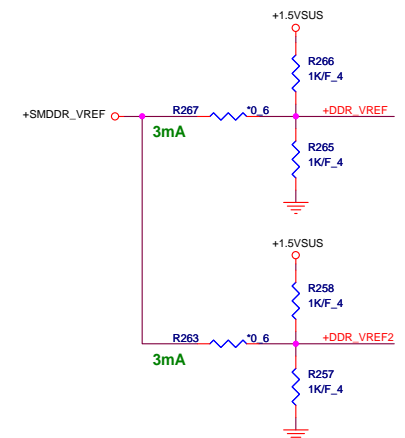 +1.5VSUS
R266
1K/F_4
+SMDDR_VREF
R267
*0_6
+DDR_VREF
3mA
R265
1K/F_4
+1.5VSUS
R258
1K/F_4
R263
*0_6
+DDR_VREF2
3mA
R257
1K/F_4